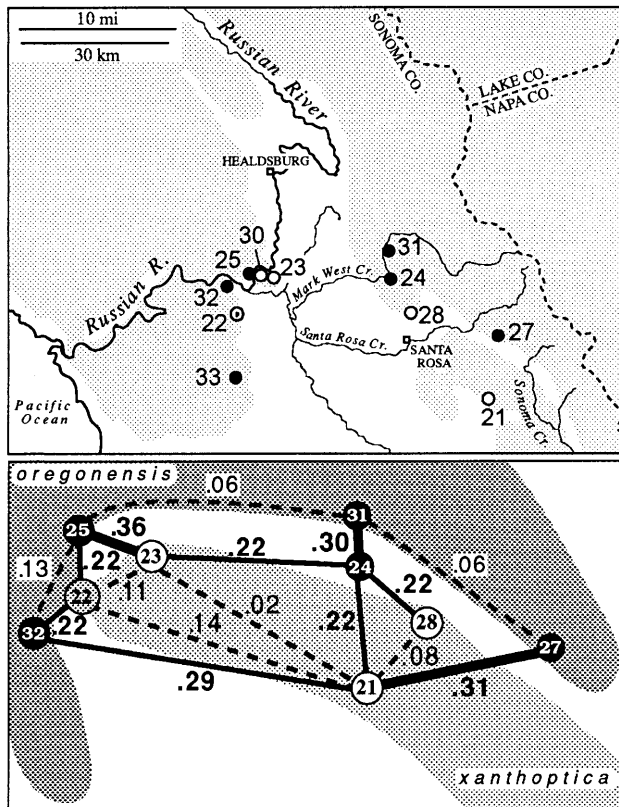 10 mi
30 km
Russian River
SONOMA CO.
LAKE CO.
NAPA CO.
HEALDSBURG
30
25
23
31
32
24
Mark West Cr.
Russian R.
22
28
27
Santa Rosa Cr.
SANTA ROSA
33
21
Sonoma Cr.
Pacific Ocean
oregonensis
.06
25
.36
31
.06
.30
23
.22
.13
.22
24
.11
.22
22
.02
.22
28
.22
.14
32
.22
.08
27
21
.29
.31
xanthoptica